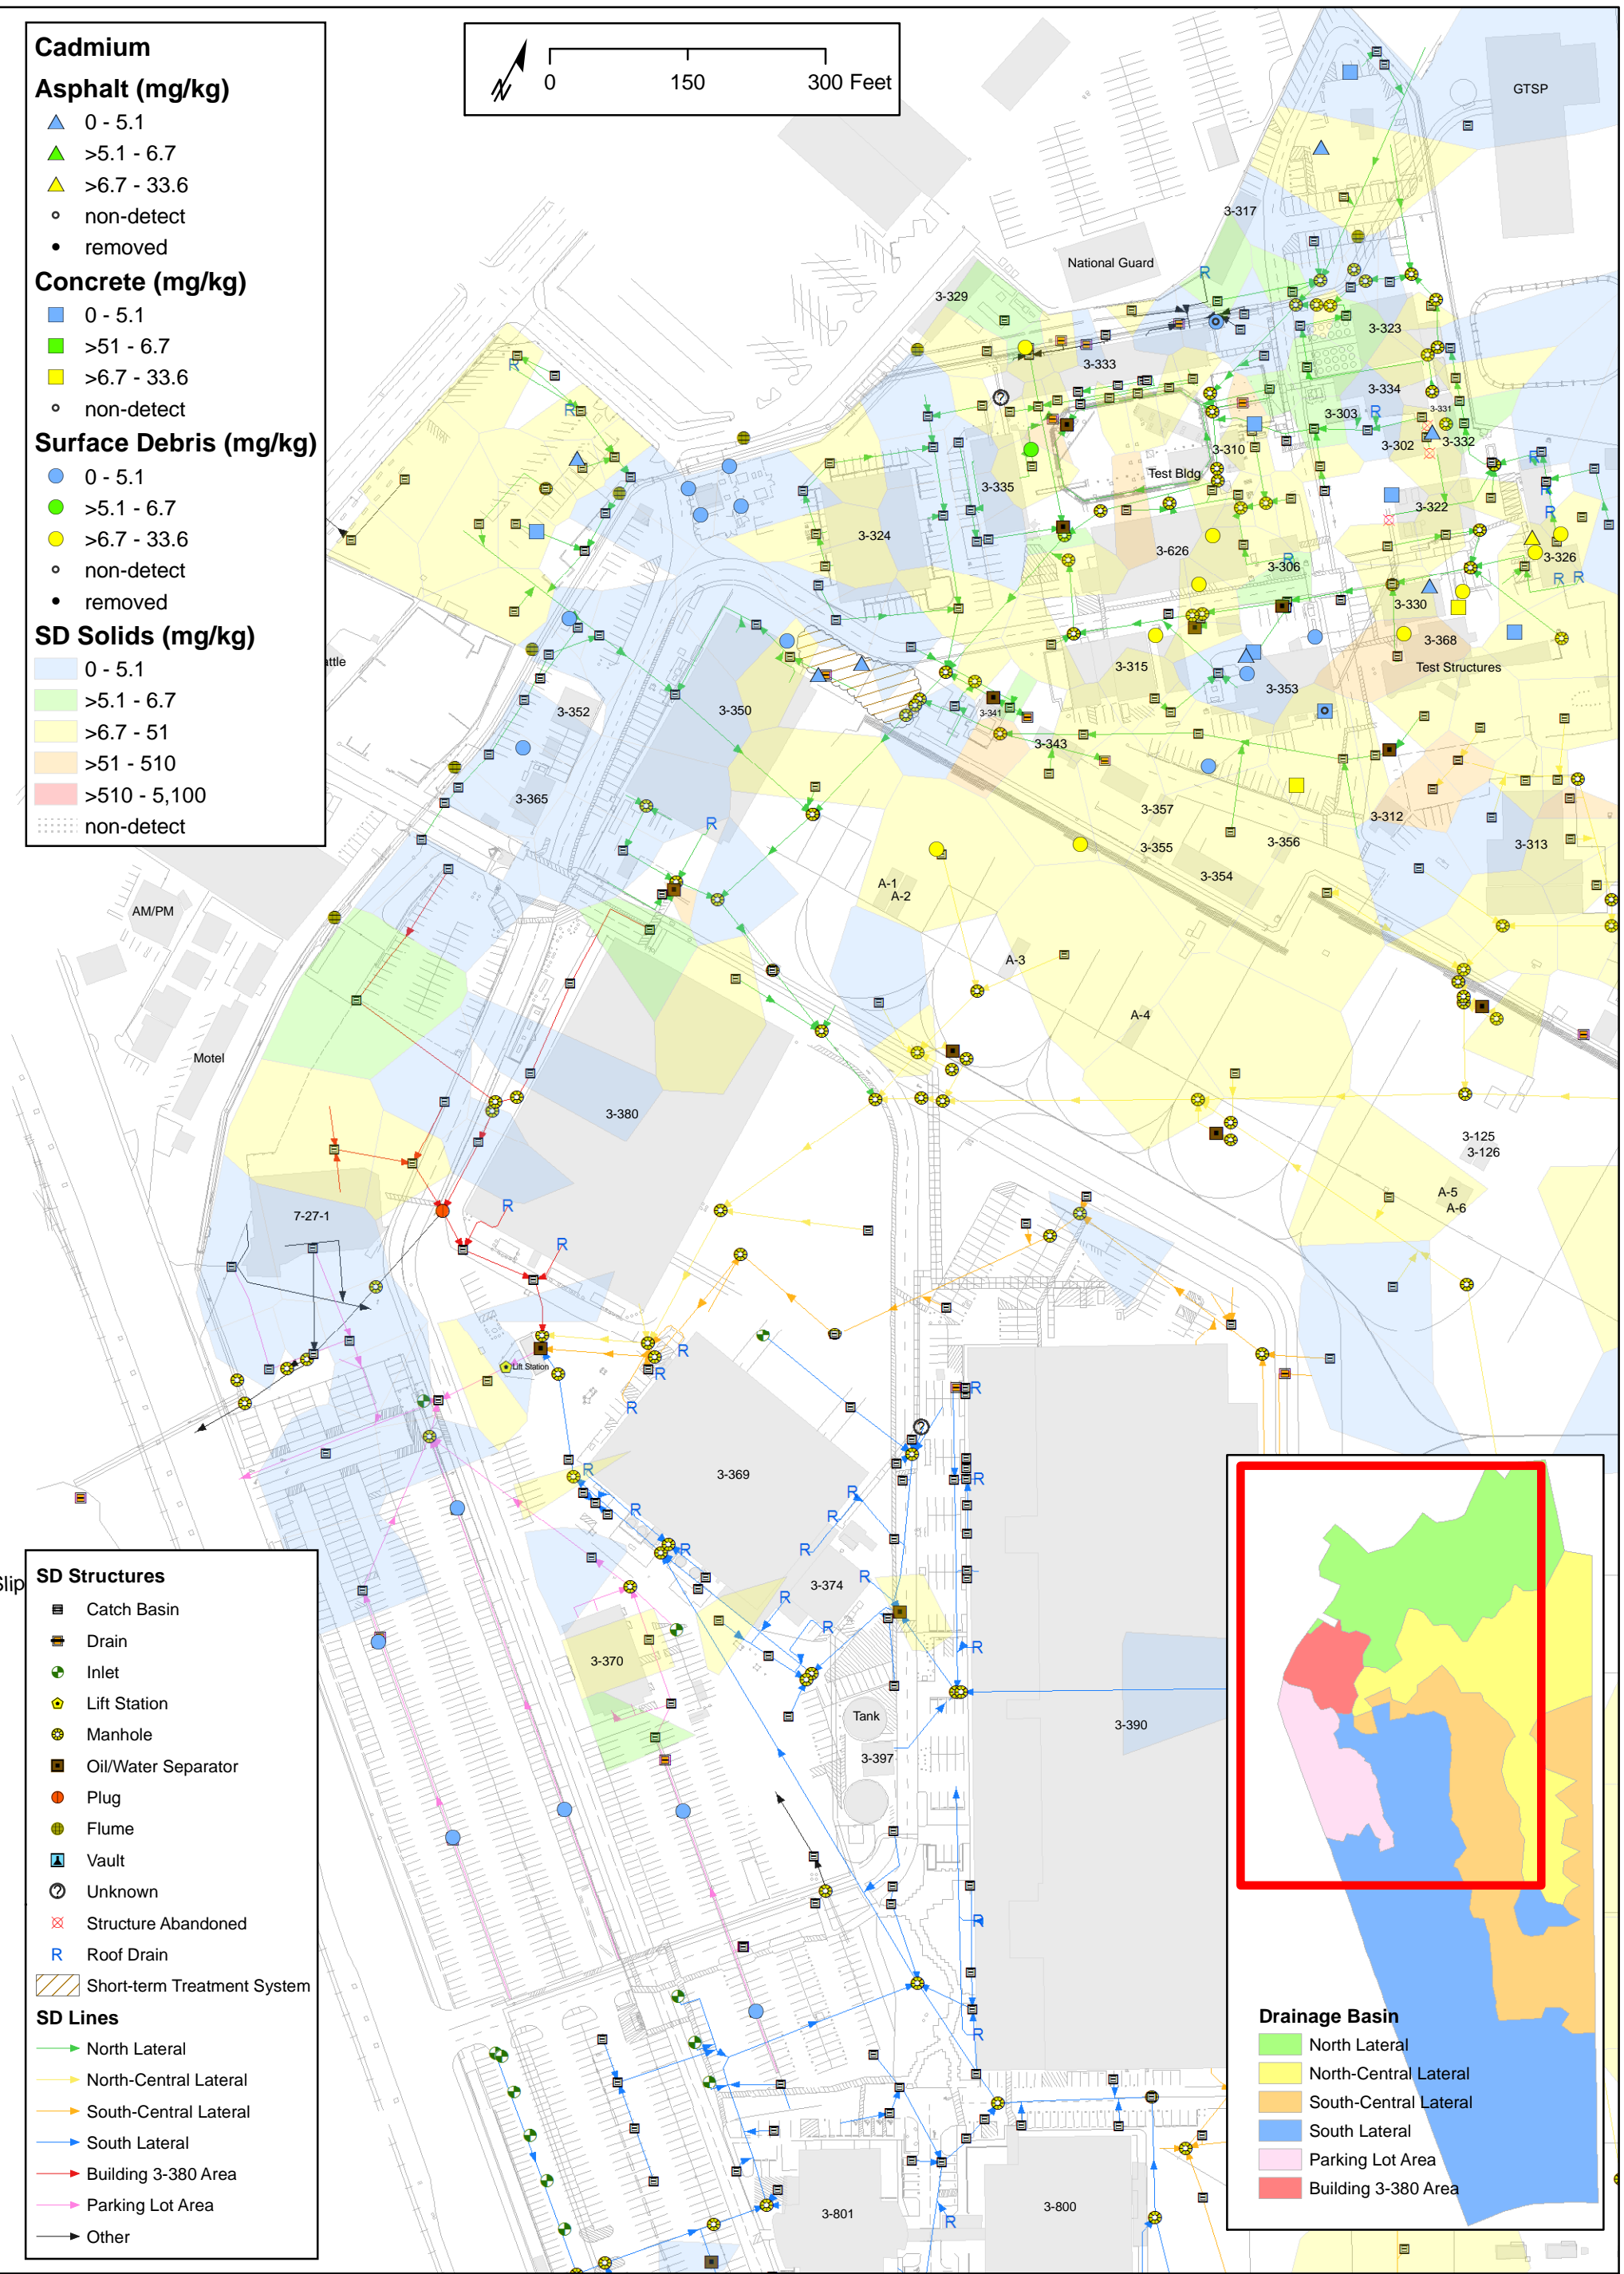 Cadmium
Asphalt (mg/kg)
0 - 5.1
>5.1 - 6.7
>6.7 - 33.6
non-detect
removed
Concrete (mg/kg)
0 - 5.1
>51 - 6.7
>6.7 - 33.6
non-detect
Surface Debris (mg/kg)
0 - 5.1
>5.1 - 6.7
>6.7 - 33.6
non-detect
removed
SD Solids (mg/kg)
0 - 5.1
>5.1 - 6.7
>6.7 - 51
>51 - 510
>510 - 5,100
non-detect
N
0 150 300 Feet
GTSP
3-317
National Guard
R
3-329
3-323
3-333
R
3-334
R
3-303
R
3-331
3-302
3-332
3-310
Test Bldg
R
3-335
R
3-322
R
3-324
3-626
R
3-306
3-326
R R
3-330
3-368
attle
3-315
Test Structures
3-353
3-352
3-350
3-341
3-343
3-365
3-357
3-312
R
3-355
3-356
3-313
3-354
A-1
A-2
AM/PM
A-3
A-4
Motel
3-380
3-125
3-126
A-5
A-6
R
7-27-1
R
R
Lift Station
R
R
R
R
3-369
R
R
R
R
R
R
R
3-374
R
R
R
R
3-370
Tank
3-390
3-397
R
R
R
3-801
3-800
Slip
SD Structures
Catch Basin
Drain
Inlet
Lift Station
Manhole
Oil/Water Separator
Plug
Flume
Vault
Unknown
Structure Abandoned
R Roof Drain
Short-term Treatment System
SD Lines
North Lateral
North-Central Lateral
South-Central Lateral
South Lateral
Building 3-380 Area
Parking Lot Area
Other
Drainage Basin
North Lateral
North-Central Lateral
South-Central Lateral
South Lateral
Parking Lot Area
Building 3-380 Area